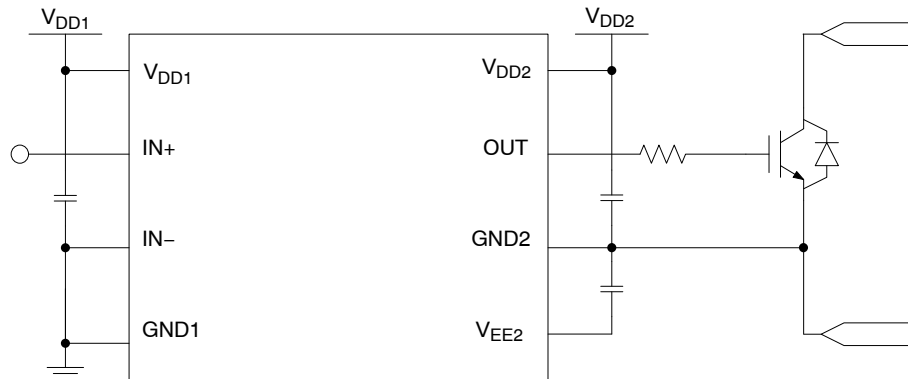 VDD1
VDD2
VDD1
VDD2
IN+
OUT
IN−
GND2
GND1
VEE2